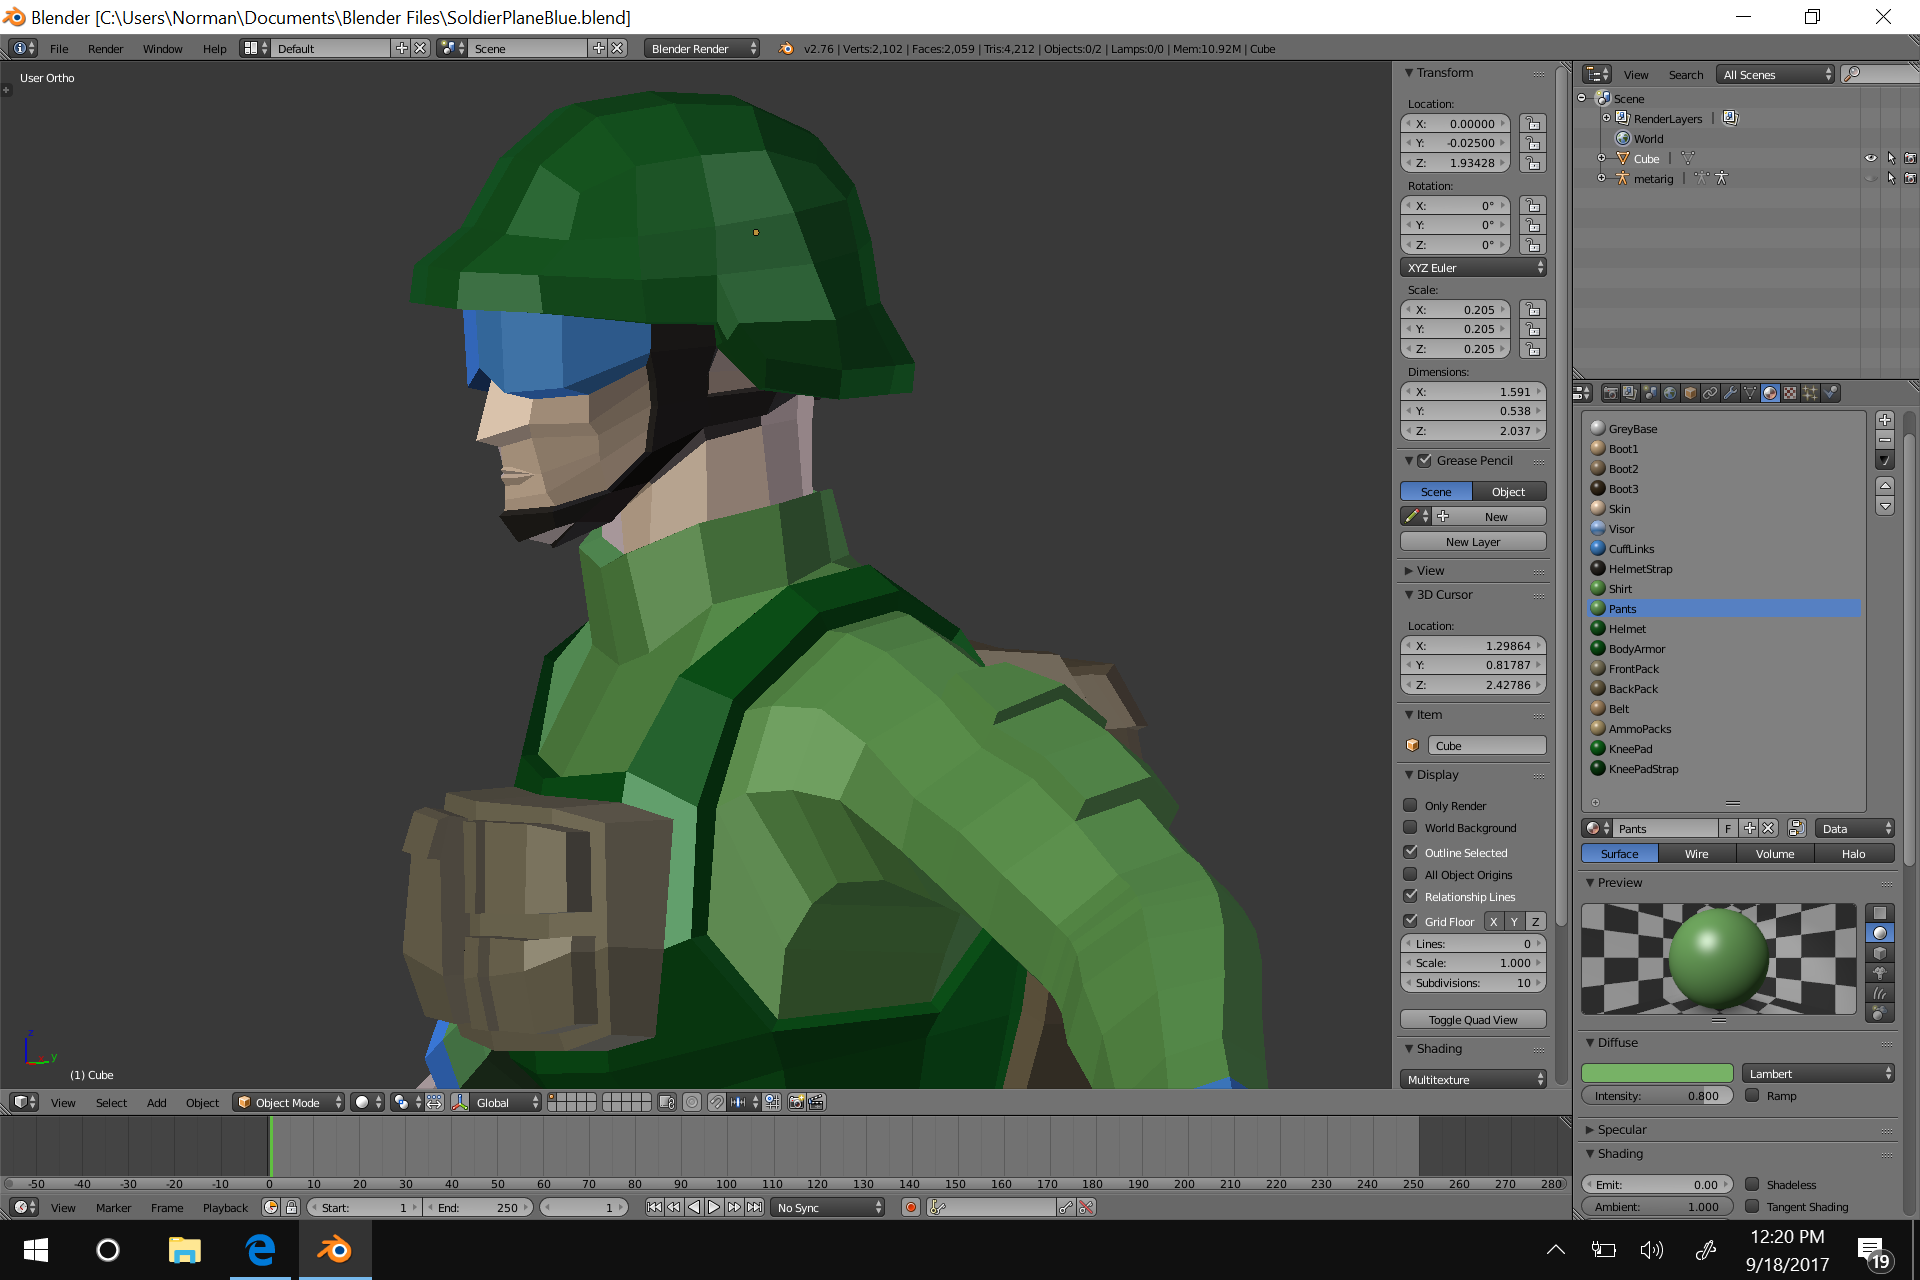 Blender [C:\Users\Norman\Documents\Blender Files\SoldierPlaneBlue.blend]
File Render Window Help Default Scene Blender Render v2.76 | Verts:2,102 | Faces:2,059 | Tris:4,212 | Objects:0/2 | Lamps:0/0 | Mem:10.92M | Cube
User Ortho
Transform
Location:
X: 0.00000
Y: -0.02500
Z: 1.93428
Rotation:
X: 0°
Y: 0°
Z: 0°
XYZ Euler
Scale:
X: 0.205
Y: 0.205
Z: 0.205
Dimensions:
X: 1.591
Y: 0.538
Z: 2.037
Grease Pencil
Scene Object
New
New Layer
View
3D Cursor
Location:
X: 1.29864
Y: 0.81787
Z: 2.42786
Item
Cube
Display
Only Render
World Background
Outline Selected
All Object Origins
Relationship Lines
Grid Floor X Y Z
Lines: 0
Scale: 1.000
Subdivisions: 10
Toggle Quad View
Shading
Multitexture
View Search All Scenes
Scene
RenderLayers |
World
Cube |
metarig |
GreyBase
Boot1
Boot2
Boot3
Skin
Visor
CuffLinks
HelmetStrap
Shirt
Pants
Helmet
BodyArmor
FrontPack
BackPack
Belt
AmmoPacks
KneePad
KneePadStrap
Pants F Data
Surface Wire Volume Halo
Preview
Diffuse
Lambert
Intensity: 0.800 Ramp
Specular
Shading
Emit: 0.00 Shadeless
Ambient: 1.000 Tangent Shading
z
y
(1) Cube
View Select Add Object Object Mode Global
-50 -40 -30 -20 -10 0 10 20 30 40 50 60 70 80 90 100 110 120 130 140 150 160 170 180 190 200 210 220 230 240 250 260 270 280
View Marker Frame Playback Start: 1 End: 250 1 No Sync
12:20 PM
9/18/2017
19